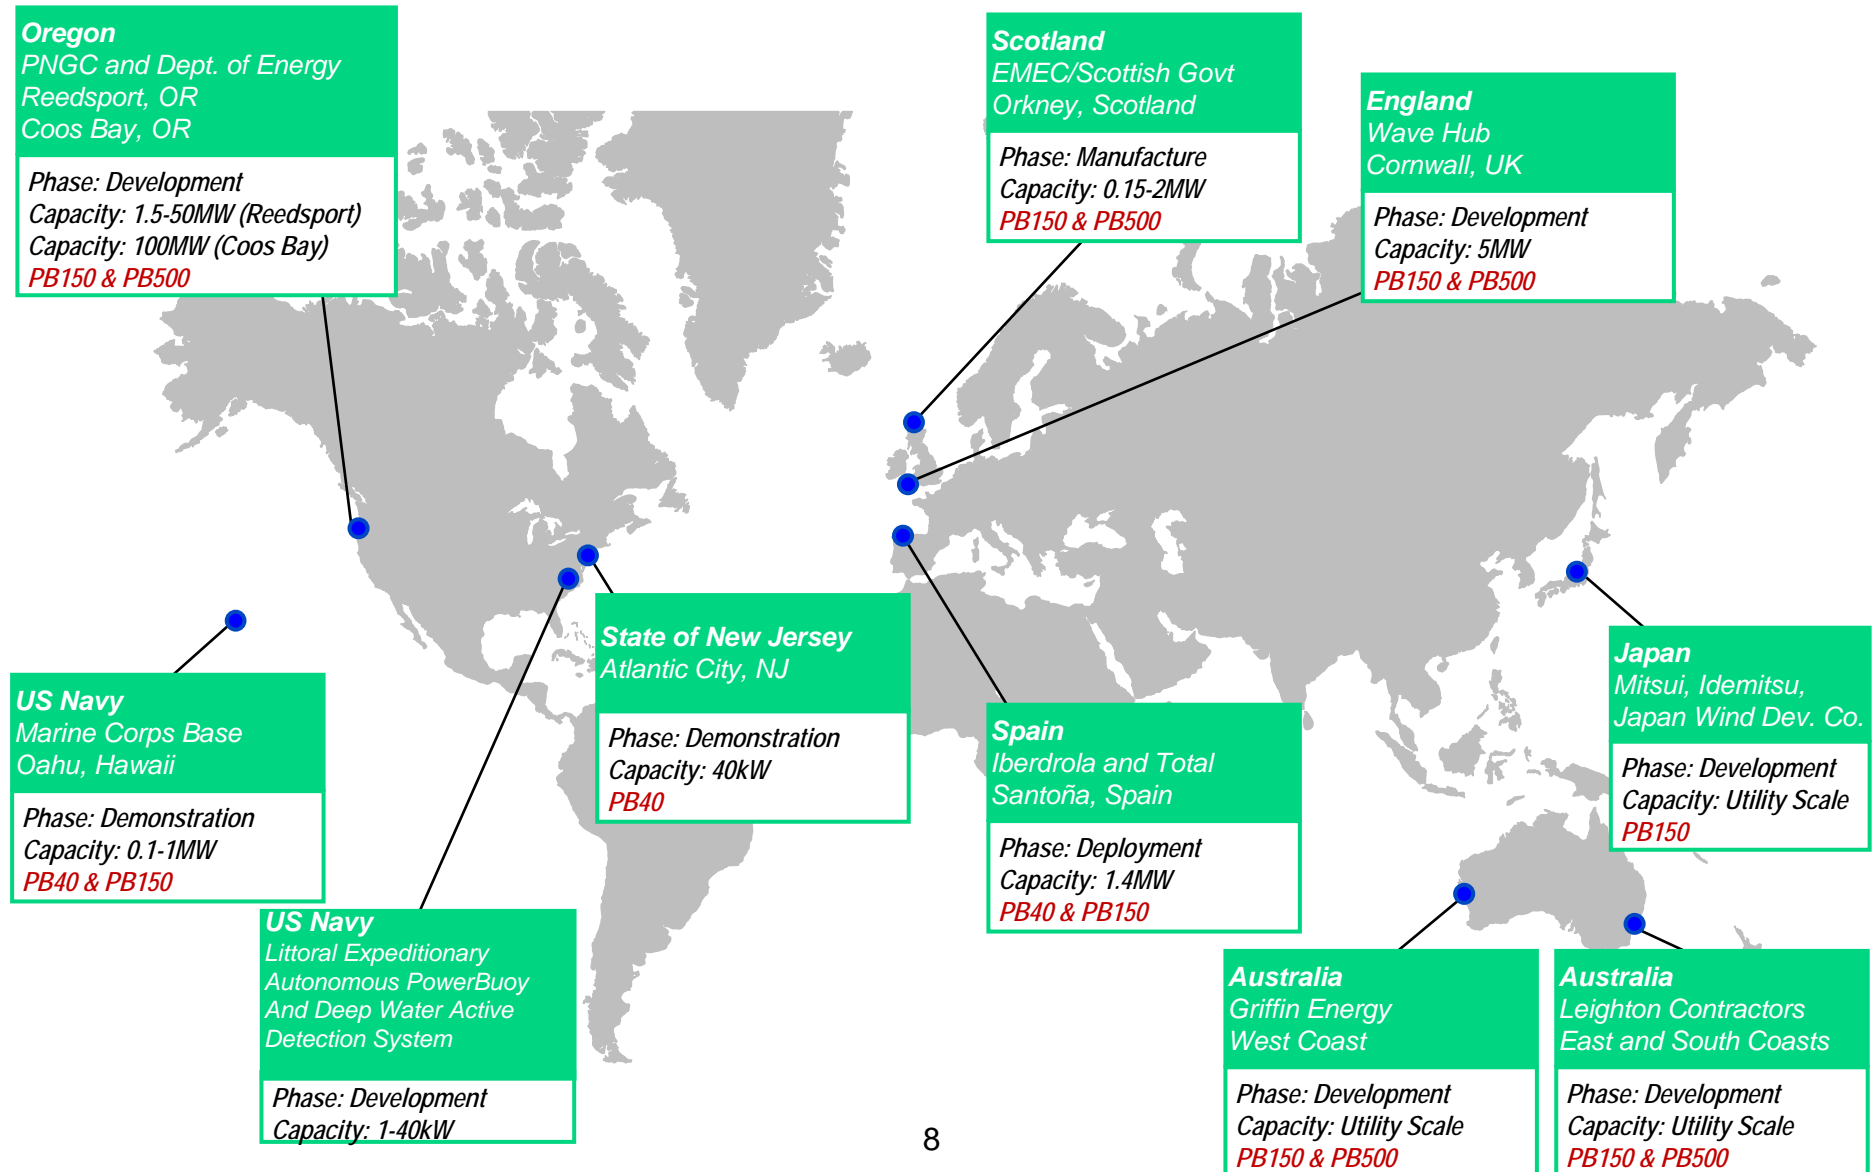 Oregon
PNGC and Dept. of Energy
Reedsport, OR
Coos Bay, OR
Phase: Development
Capacity: 1.5-50MW (Reedsport)
Capacity: 100MW (Coos Bay)
PB150 & PB500
Scotland
EMEC/Scottish Govt
Orkney, Scotland
Phase: Manufacture
Capacity: 0.15-2MW
PB150 & PB500
England
Wave Hub
Cornwall, UK
Phase: Development
Capacity: 5MW
PB150 & PB500
US Navy
Marine Corps Base
Oahu, Hawaii
Phase: Demonstration
Capacity: 0.1-1MW
PB40 & PB150
State of New Jersey
Atlantic City, NJ
Phase: Demonstration
Capacity: 40kW
PB40
Spain
Iberdrola and Total
Santoña, Spain
Phase: Deployment
Capacity: 1.4MW
PB40 & PB150
Japan
Mitsui, Idemitsu,
Japan Wind Dev. Co.
Phase: Development
Capacity: Utility Scale
PB150
US Navy
Littoral Expeditionary
Autonomous PowerBuoy
And Deep Water Active
Detection System
Phase: Development
Capacity: 1-40kW
Australia
Griffin Energy
West Coast
Phase: Development
Capacity: Utility Scale
PB150 & PB500
Australia
Leighton Contractors
East and South Coasts
Phase: Development
Capacity: Utility Scale
PB150 & PB500
8